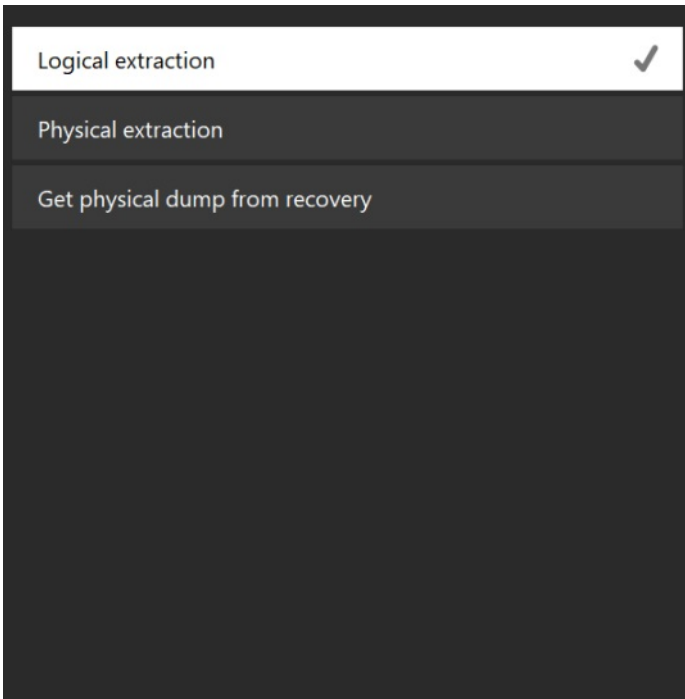 Logical extraction
Physical extraction
Get physical dump from recovery